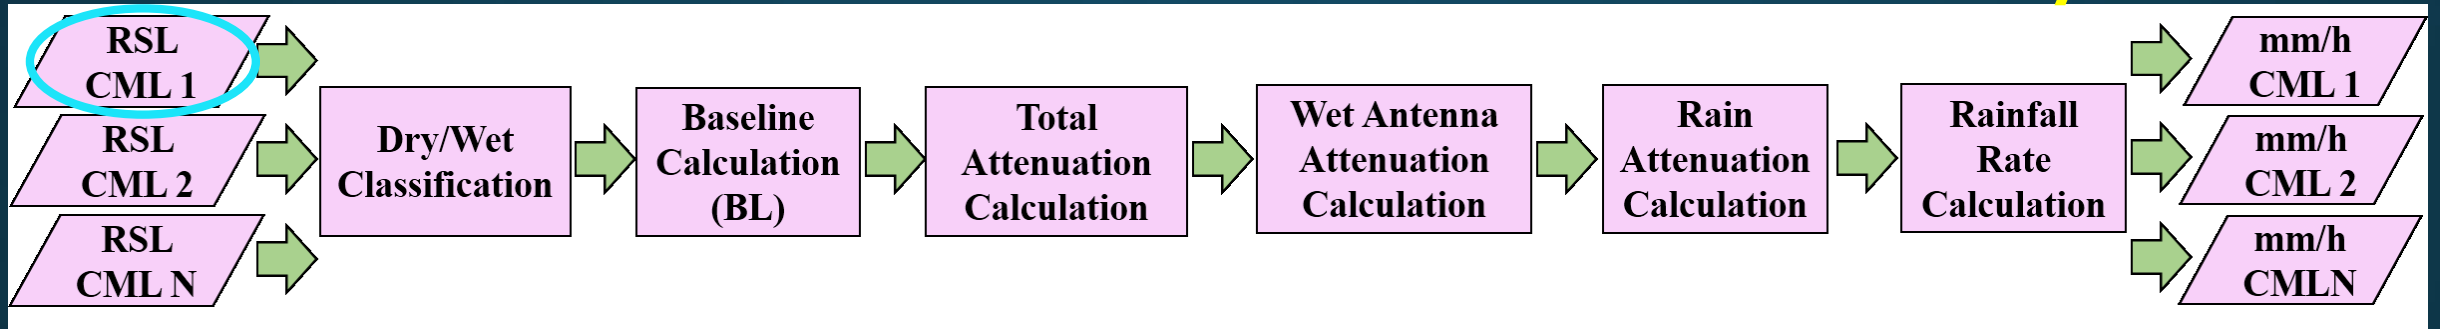 RSL
CML 1
RSL
CML 2
RSL
CML N
Dry/Wet
Classification
Baseline
Calculation
(BL)
Total
Attenuation
Calculation
Wet Antenna
Attenuation
Calculation
Rain
Attenuation
Calculation
Rainfall
Rate
Calculation
mm/h
CML 1
mm/h
CML 2
mm/h
CMLN